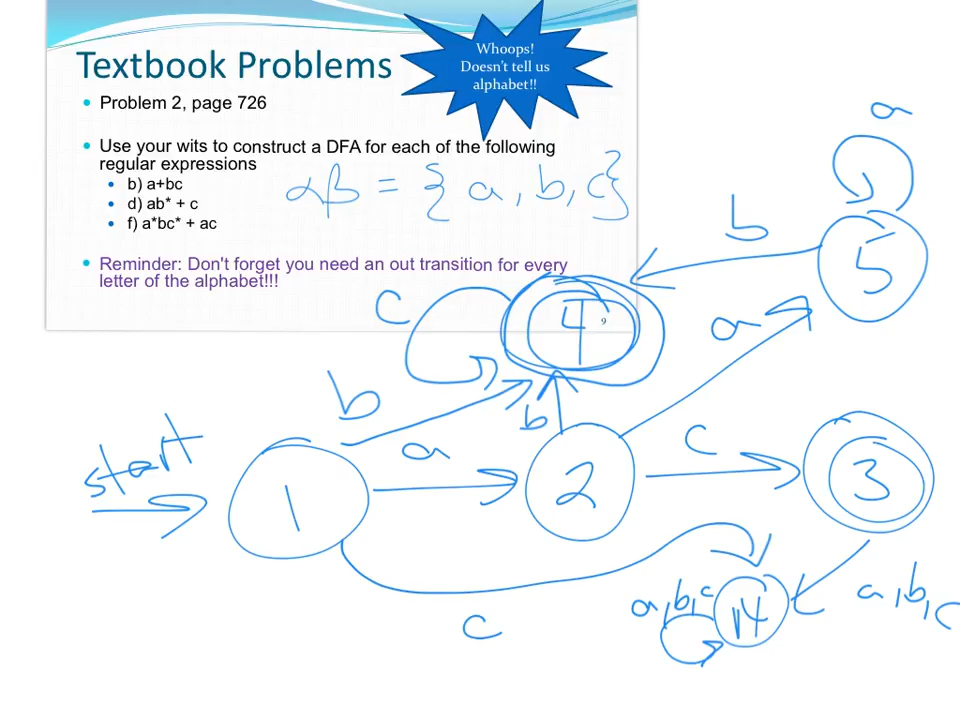 Whoops!
Doesn't tell us
alphabet!!
Textbook Problems
• Problem 2, page 726
• Use your wits to construct a DFA for each of the following
regular expressions
• b) a+bc
• d) ab* + c
• f) a*bc* + ac
αβ = {a, b, c}
• Reminder: Don't forget you need an out transition for every
letter of the alphabet!!!
9
a
b
5
c
4
a
b
b
start
a
c
1
2
3
a,b,c
14
a,b,c
c